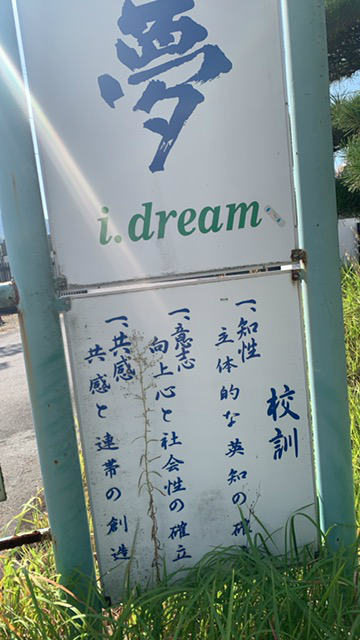 夢
i.dream
校訓
一、知性
主体的な英知の確
一、意志
向上心と社会性の確立
一、共感
共感と連帯の創造